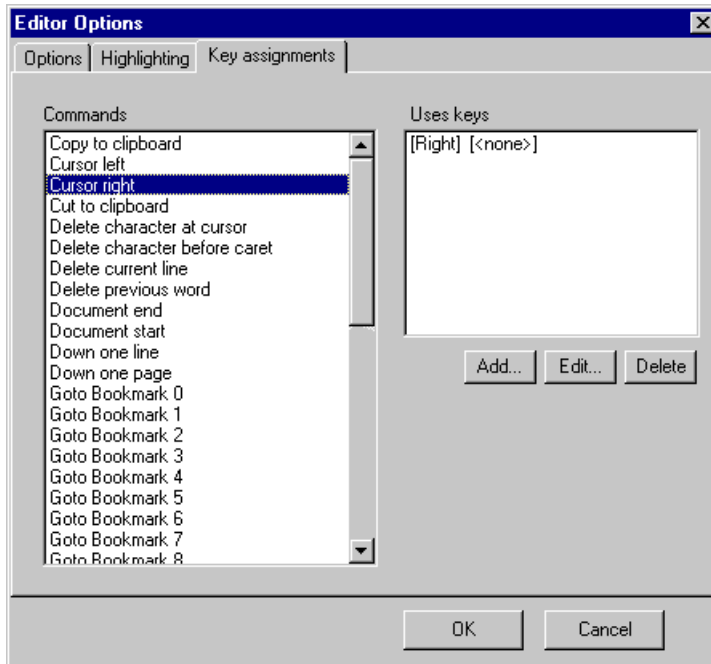 Editor Options
Options Highlighting Key assignments
Commands
Copy to clipboard
Cursor left
Cursor right
Cut to clipboard
Delete character at cursor
Delete character before caret
Delete current line
Delete previous word
Document end
Document start
Down one line
Down one page
Goto Bookmark 0
Goto Bookmark 1
Goto Bookmark 2
Goto Bookmark 3
Goto Bookmark 4
Goto Bookmark 5
Goto Bookmark 6
Goto Bookmark 7
Goto Bookmark 8
Uses keys
[Right] [<none>]
Add... Edit... Delete
OK Cancel